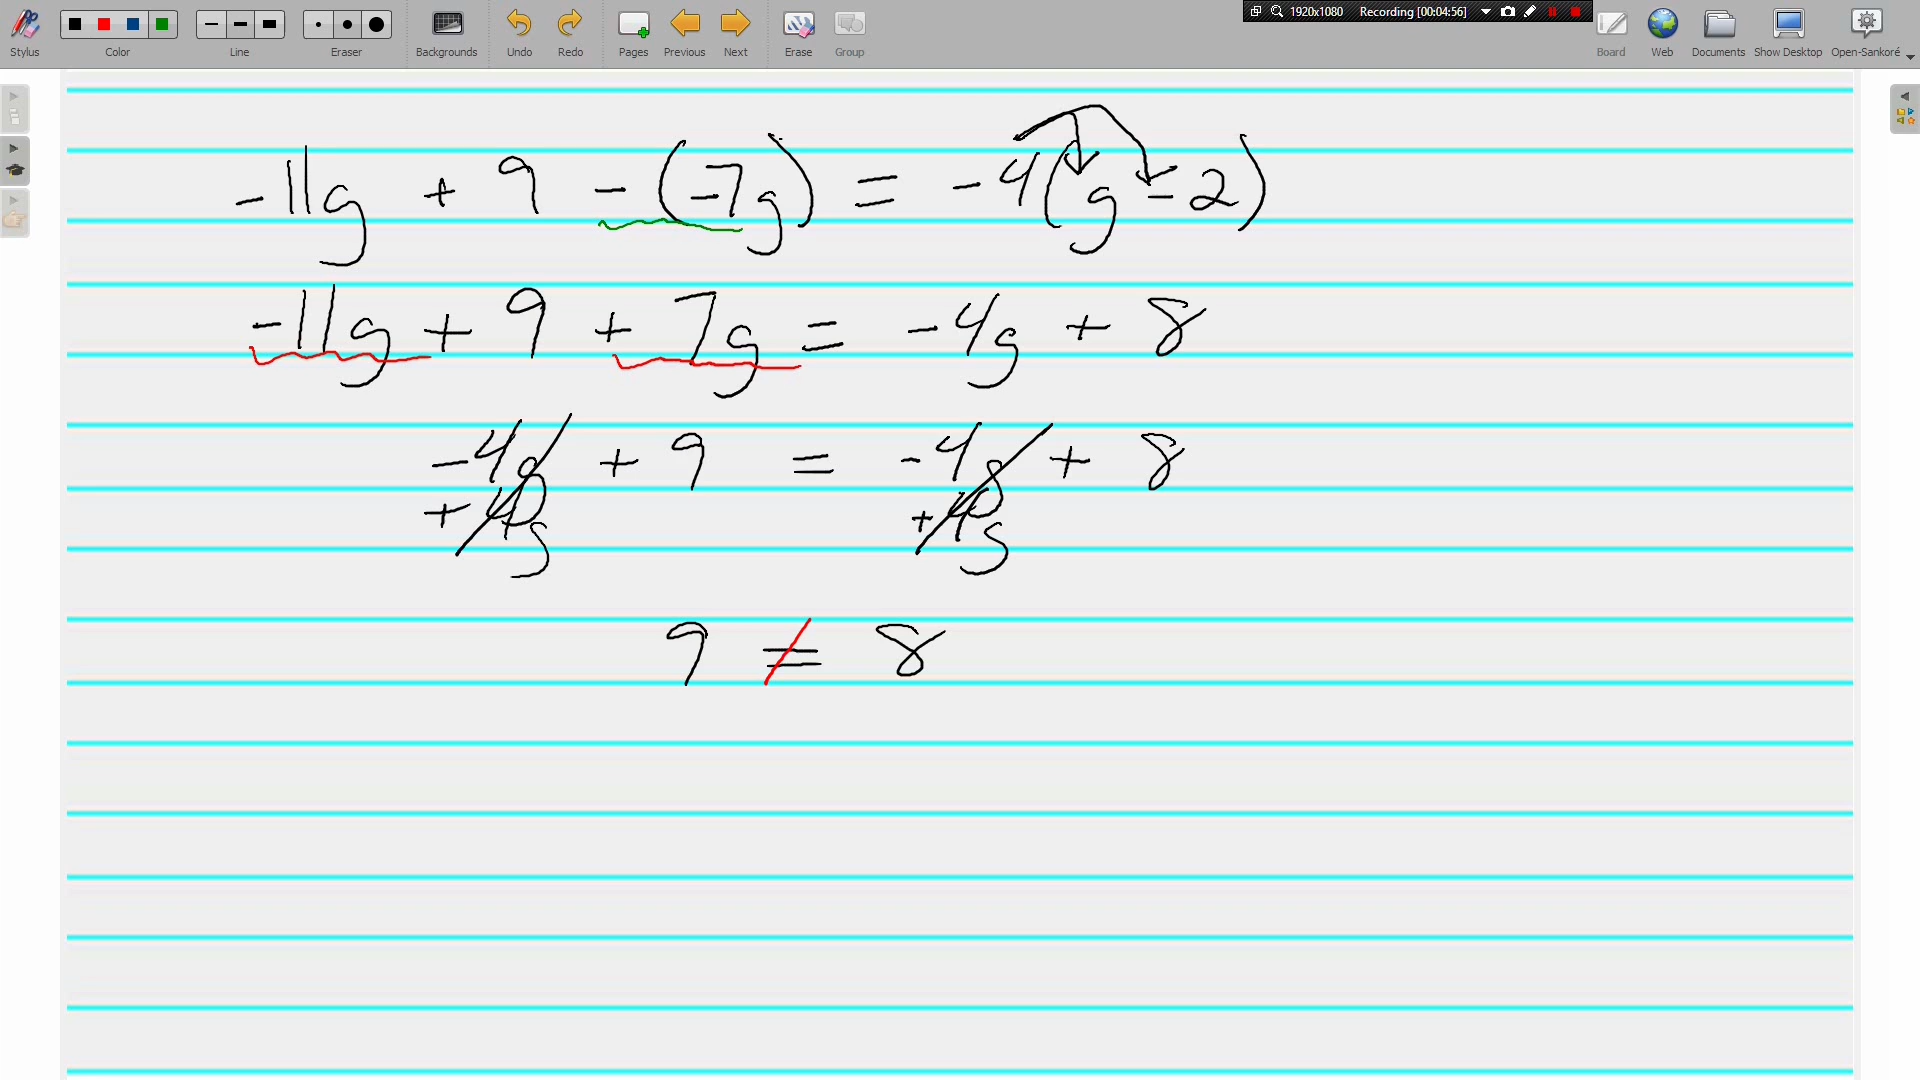 1920x1080 Recording [00:04:56]
Stylus Color Line Eraser Backgrounds Undo Redo Pages Previous Next Erase Group Board Web Documents Show Desktop Open-Sankoré
-11g + 9 - (-7g) = -4(g - 2)
-11g + 9 + 7g = -4g + 8
-4g + 9 = -4g + 8
+ 4g + 4g
9 ≠ 8